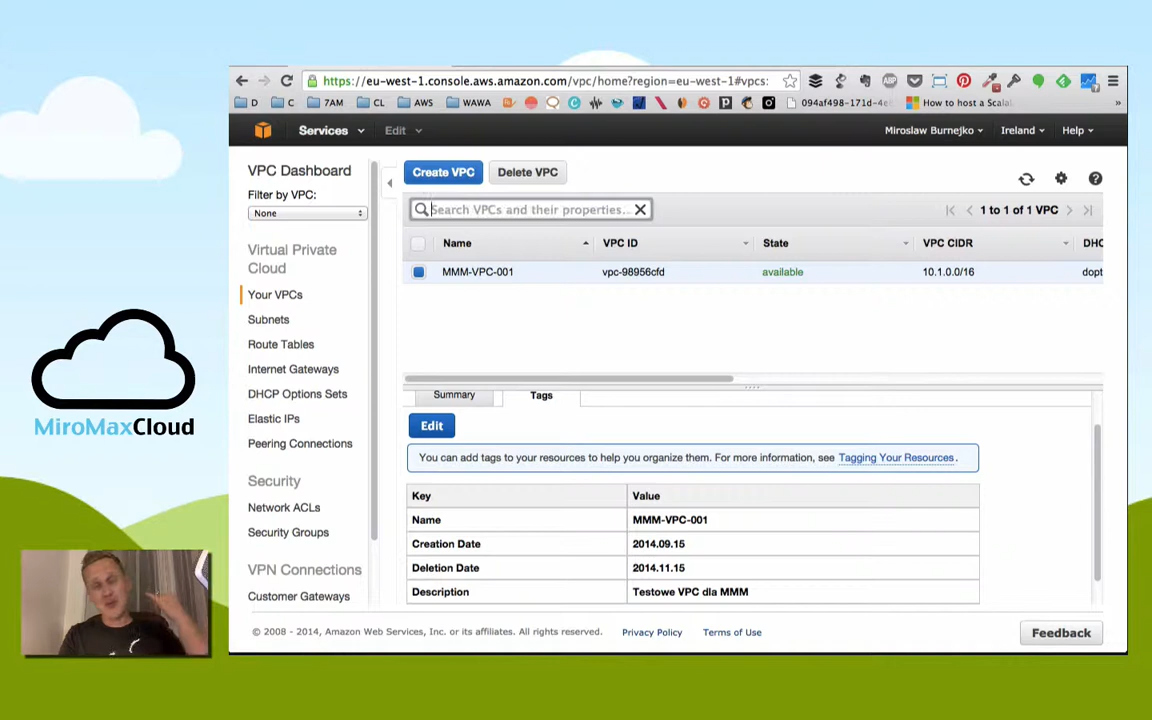 https://eu-west-1.console.aws.amazon.com/vpc/home?region=eu-west-1#vpcs:
D C 7AM CL AWS WAWA 094af498-171d-4e8 How to host a Scala
Services Edit Miroslaw Burnejko Ireland Help
VPC Dashboard
Filter by VPC:
None
Virtual Private
Cloud
Your VPCs
Subnets
Route Tables
Internet Gateways
DHCP Options Sets
Elastic IPs
Peering Connections
Security
Network ACLs
Security Groups
VPN Connections
Customer Gateways
Create VPC Delete VPC
Search VPCs and their properties... 1 to 1 of 1 VPC
Name VPC ID State VPC CIDR DHC
MMM-VPC-001 vpc-98956cfd available 10.1.0.0/16 dopt
Summary Tags
Edit
You can add tags to your resources to help you organize them. For more information, see Tagging Your Resources.
Key Value
Name MMM-VPC-001
Creation Date 2014.09.15
Deletion Date 2014.11.15
Description Testowe VPC dla MMM
© 2008 - 2014, Amazon Web Services, Inc. or its affiliates. All rights reserved. Privacy Policy Terms of Use Feedback
MiroMaxCloud